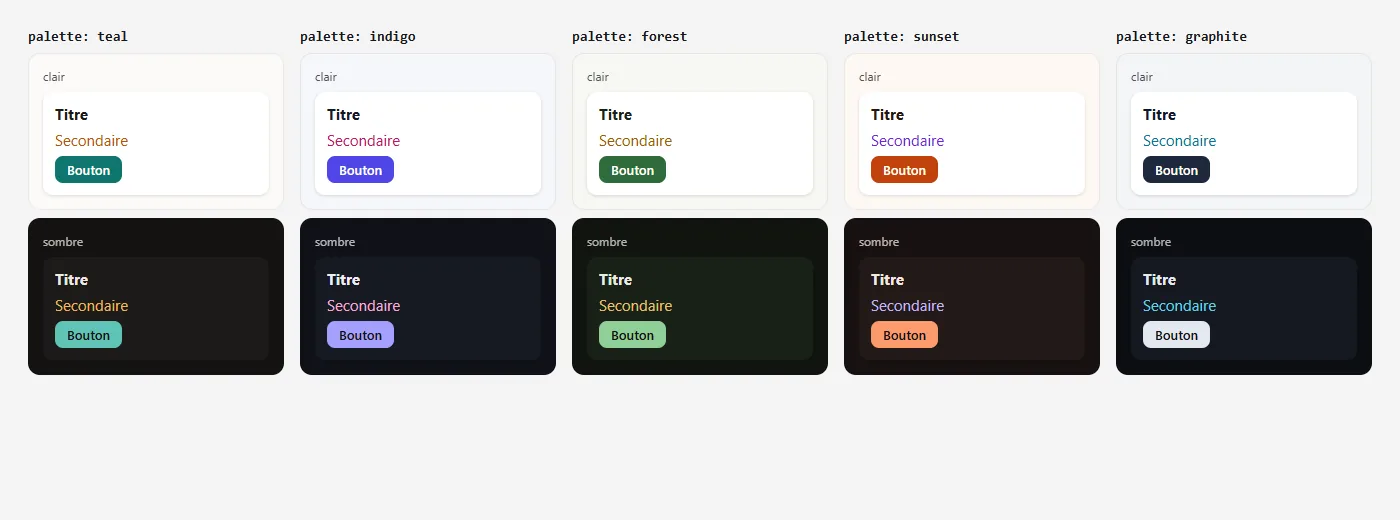 palette: teal
clair
Titre
Secondaire
Bouton
sombre
Titre
Secondaire
Bouton
palette: indigo
clair
Titre
Secondaire
Bouton
sombre
Titre
Secondaire
Bouton
palette: forest
clair
Titre
Secondaire
Bouton
sombre
Titre
Secondaire
Bouton
palette: sunset
clair
Titre
Secondaire
Bouton
sombre
Titre
Secondaire
Bouton
palette: graphite
clair
Titre
Secondaire
Bouton
sombre
Titre
Secondaire
Bouton